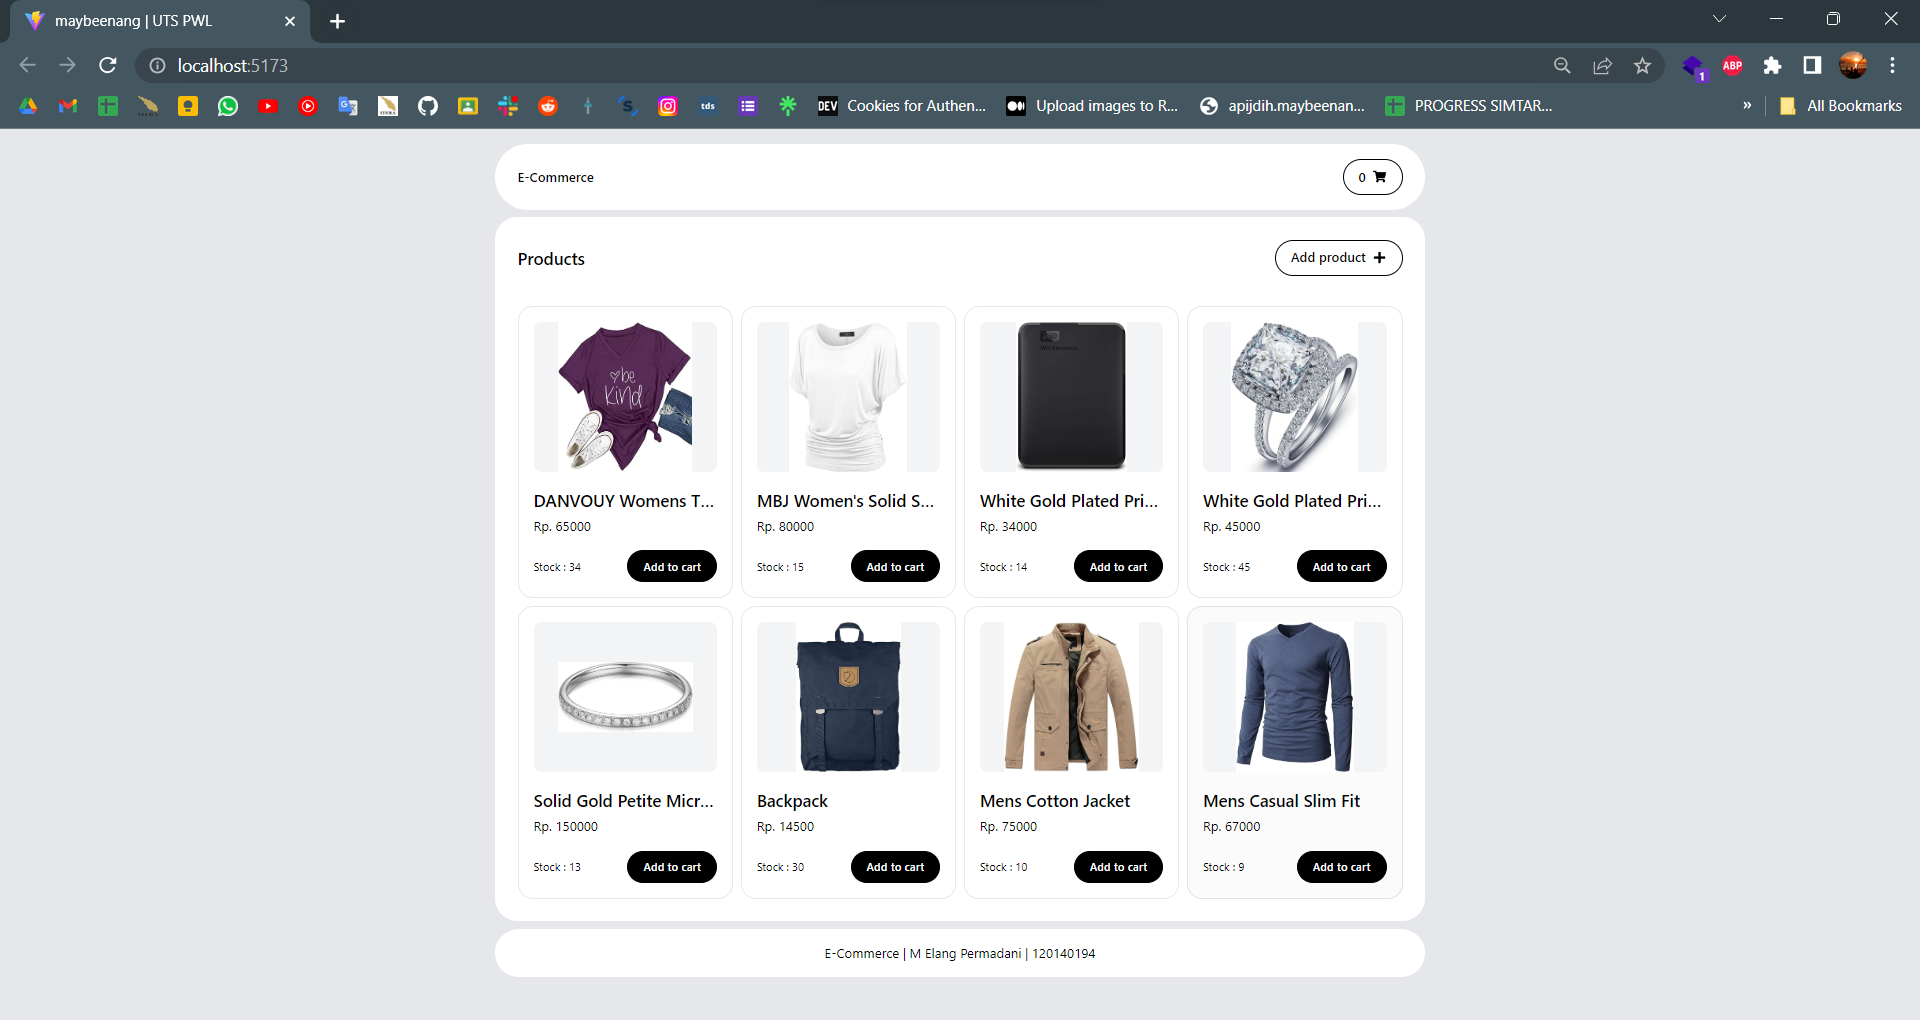 maybeenang | UTS PWL
localhost:5173
1
ABP
tds
DEV
Cookies for Authen...
Upload images to R...
apijdih.maybeenan...
PROGRESS SIMTAR...
»
All Bookmarks
E-Commerce
0
Products
Add product +
be
kind
DANVOUY Womens T...
MBJ Women's Solid S...
White Gold Plated Pri...
White Gold Plated Pri...
Rp. 65000
Rp. 80000
Rp. 34000
Rp. 45000
Stock : 34
Add to cart
Stock : 15
Add to cart
Stock : 14
Add to cart
Stock : 45
Add to cart
Solid Gold Petite Micr...
Backpack
Mens Cotton Jacket
Mens Casual Slim Fit
Rp. 150000
Rp. 14500
Rp. 75000
Rp. 67000
Stock : 13
Add to cart
Stock : 30
Add to cart
Stock : 10
Add to cart
Stock : 9
Add to cart
E-Commerce | M Elang Permadani | 120140194